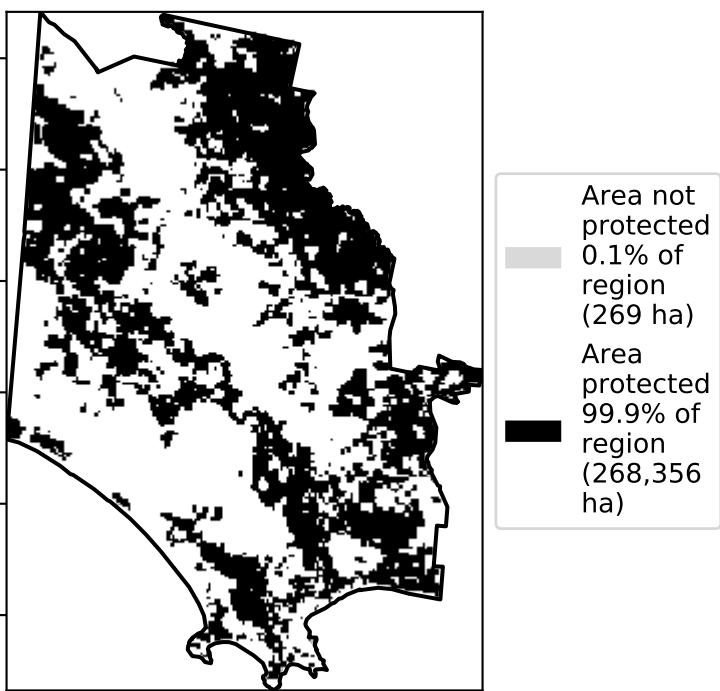 Area not
protected
0.1% of
region
(269 ha)
Area
protected
99.9% of
region
(268,356
ha)